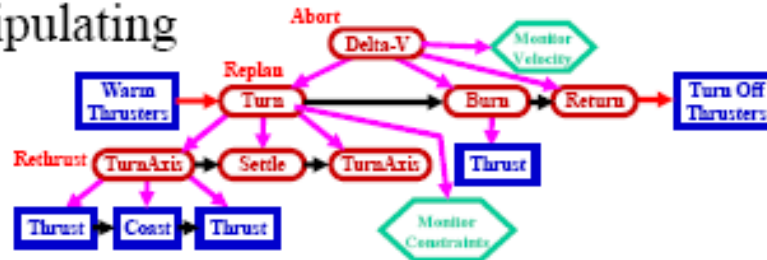 ipulating
Abort
Delta-V
Monitor
Velocity
Replan
Warm
Thrusters
Turn
Burn
Return
Turn Off
Thrusters
Rethrust
TurnAxis
Settle
TurnAxis
Thrust
Thrust
Coast
Thrust
Monitor
Constraints